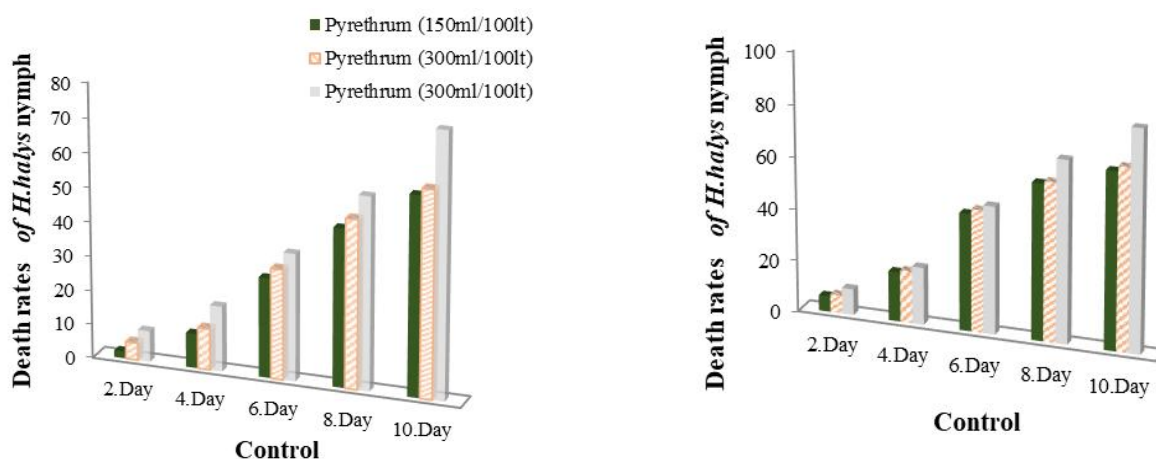 Pyrethrum (150ml/100lt)
Pyrethrum (300ml/100lt)
Pyrethrum (300ml/100lt)
Death rates of H.halys nymph
80
70
60
50
40
30
20
10
0
2.Day
4.Day
6.Day
8.Day
10.Day
Control
Death rates of H.halys nymph
100
80
60
40
20
0
2.Day
4.Day
6.Day
8.Day
10.Day
Control